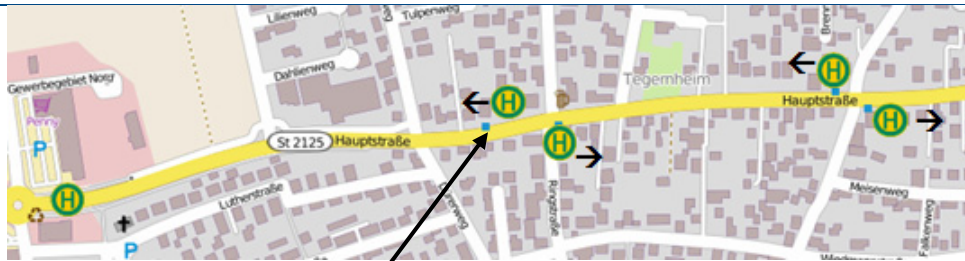 Lilienweg
Tulpenweg
Dahlienweg
Gewerbegebiet Nord
Penny
P
St 2125
Hauptstraße
H
H
Tegernheim
H
Hauptstraße
H
H
Lutherstraße
Ringstraße
Meisenweg
Falkenweg
P